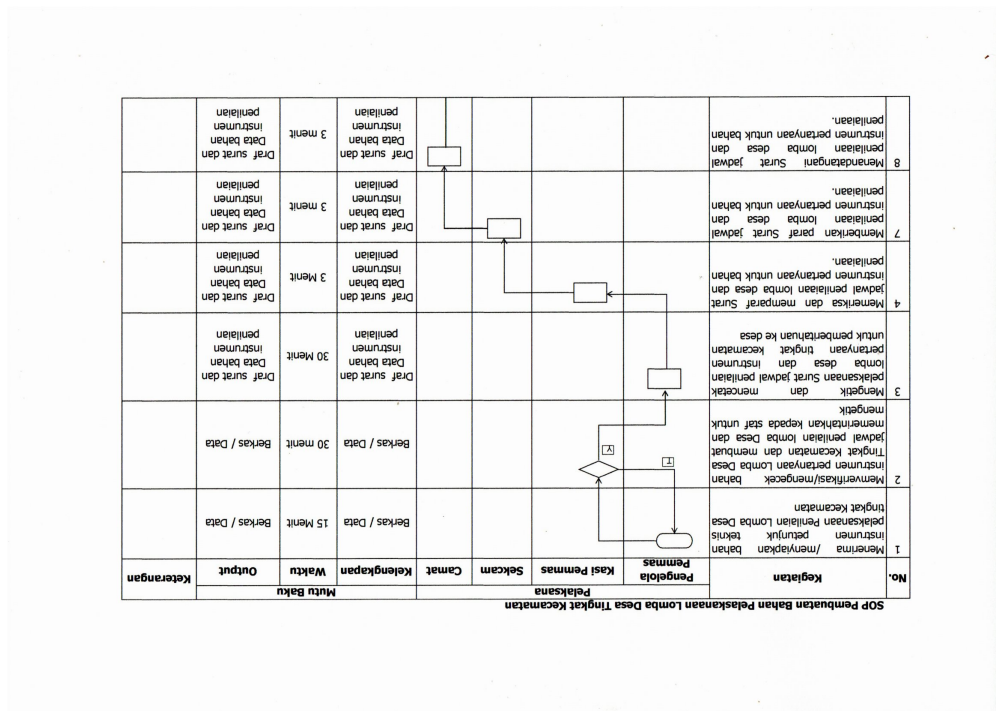 SOP Pembuatan Bahan Pelaskanaan Lomba Desa Tingkat Kecamatan
No.
Kegiatan
Pelaksana
Mutu Baku
Keterangan
Pengelola
Pemmas
Kasi Pemmas
Sekcam
Camat
Kelengkapan
Waktu
Output
1
Menerima /menyiapkan bahan
instrumen petunjuk teknis
pelaksanaan Penilaian Lomba Desa
tingkat Kecamatan
Berkas / Data
15 Menit
Berkas / Data
2
Memverifikasi/mengecek bahan
instrumen pertanyaan Lomba Desa
Tingkat Kecamatan dan membuat
jadwal penilaian lomba Desa dan
memerintahkan kepada staf untuk
mengetik
T
Y
Berkas / Data
30 menit
Berkas / Data
3
Mengetik dan mencetak
pelaksanaan Surat jadwal penilaian
lomba desa dan instrumen
pertanyaan tingkat kecamatan
untuk pemberitahuan ke desa
Draf surat dan
Data bahan
instrumen
penilaian
30 Menit
Draf surat dan
Data bahan
instrumen
penilaian
4
Memeriksa dan memparaf Surat
jadwal penilaian lomba desa dan
instrumen pertanyaan untuk bahan
penilaian.
Draf surat dan
Data bahan
instrumen
penilaian
3 Menit
Draf surat dan
Data bahan
instrumen
penilaian
7
Memberikan paraf Surat jadwal
penilaian lomba desa dan
instrumen pertanyaan untuk bahan
penilaian.
Draf surat dan
Data bahan
instrumen
penilaian
3 menit
Draf surat dan
Data bahan
instrumen
penilaian
8
Menandatangani Surat jadwal
penilaian lomba desa dan
instrumen pertanyaan untuk bahan
penilaian.
Draf surat dan
Data bahan
instrumen
penilaian
3 menit
Draf surat dan
Data bahan
instrumen
penilaian